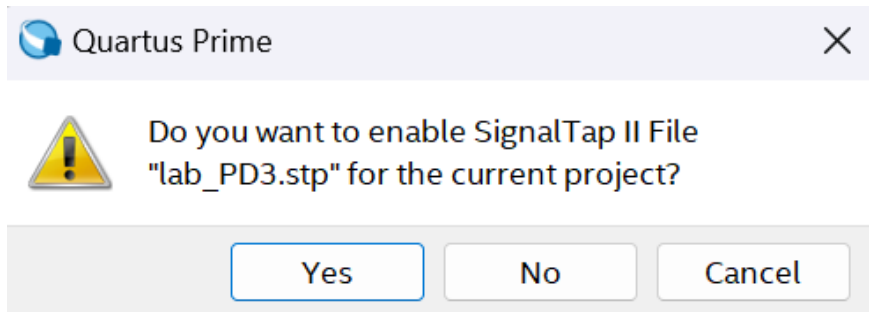 Quartus Prime
Do you want to enable SignalTap II File
"lab_PD3.stp" for the current project?
Yes No Cancel